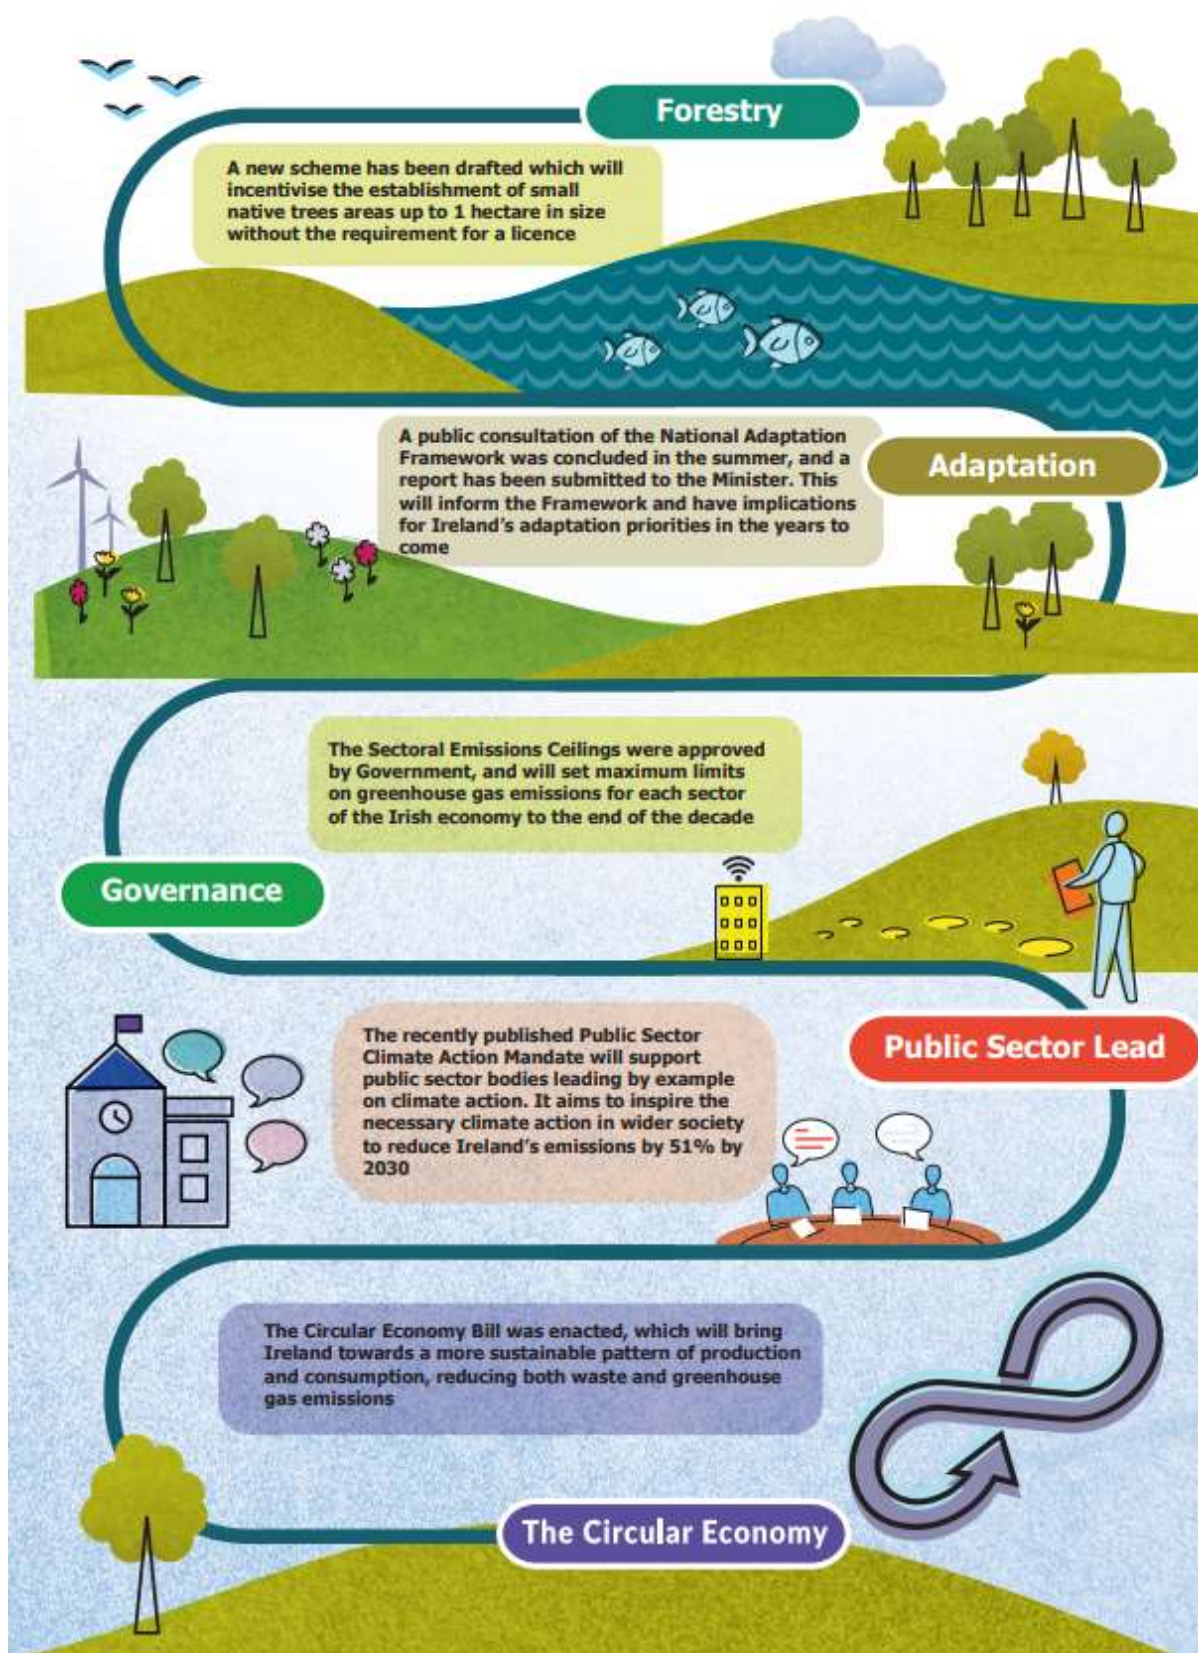 Forestry
A new scheme has been drafted which will
incentivise the establishment of small
native trees areas up to 1 hectare in size
without the requirement for a licence
A public consultation of the National Adaptation
Framework was concluded in the summer, and a
report has been submitted to the Minister. This
will inform the Framework and have implications
for Ireland's adaptation priorities in the years to
come
Adaptation
The Sectoral Emissions Ceilings were approved
by Government, and will set maximum limits
on greenhouse gas emissions for each sector
of the Irish economy to the end of the decade
Governance
The recently published Public Sector
Climate Action Mandate will support
public sector bodies leading by example
on climate action. It aims to inspire the
necessary climate action in wider society
to reduce Ireland's emissions by 51% by
2030
Public Sector Lead
The Circular Economy Bill was enacted, which will bring
Ireland towards a more sustainable pattern of production
and consumption, reducing both waste and greenhouse
gas emissions
The Circular Economy